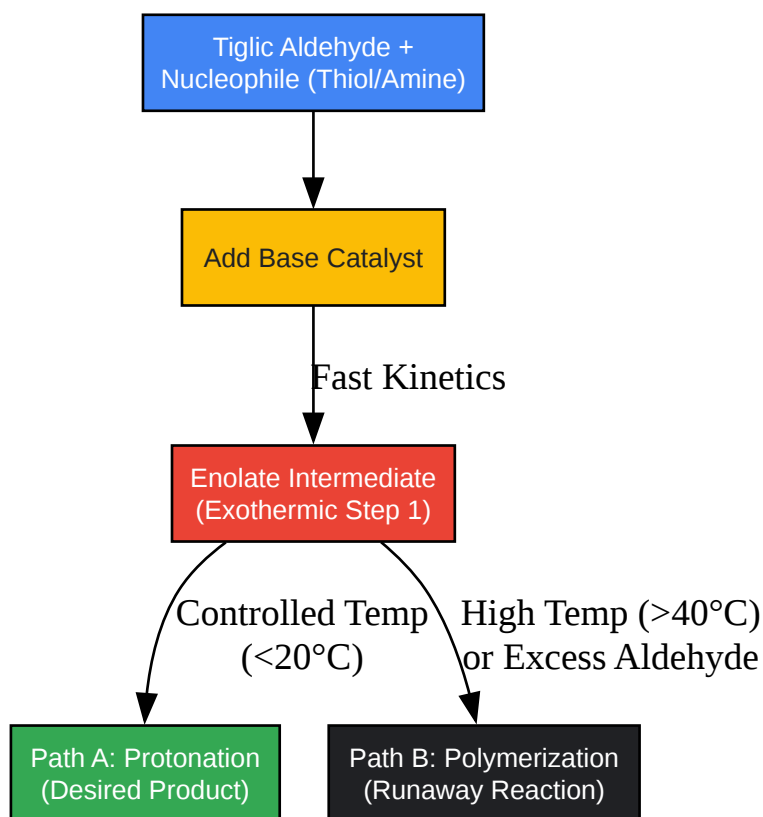 Tiglic Aldehyde +
Nucleophile (Thiol/Amine)
Add Base Catalyst
Fast Kinetics
Enolate Intermediate
(Exothermic Step 1)
Controlled Temp
(<20°C)
High Temp (>40°C)
or Excess Aldehyde
Path A: Protonation
(Desired Product)
Path B: Polymerization
(Runaway Reaction)